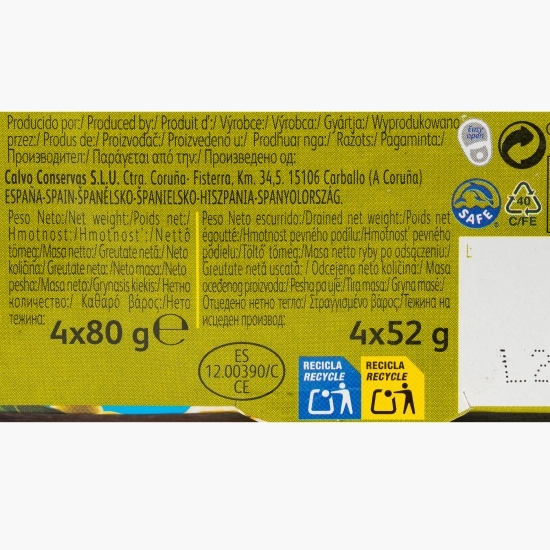 Producido por:/ Produced by:/ Produit d':/ Výrobce:/ Výrobca:/ Gyártja:/ Wyprodukowano
przez:/ Produs de:/ Proizvođač:/ Proizvedeno u:/ Prodhuar nga:/ Ražots:/ Pagaminta:/
Производител:/ Παράγεται από την:/ Произведено од:
Calvo Conservas S.L.U. Ctra. Coruña- Fisterra, Km. 34,5. 15106 Carballo (A Coruña)
ESPAÑA-SPAIN-ŠPANĚLSKO-ŠPANIELSKO-HISZPANIA-SPANYOLORSZÁG.
Peso Neto:/Net weight:/Poids net:/
Hmotnost:/Hmotnosť:/Nettó
tömeg:/Masa netto:/ Greutate netă:/ Neto
količina:/ Greutate neta:/ Neto masa:/ Neto
pesha:/ Masa neto:/ Grynasis kiekis:/ Нетно
количество:/ Καθαρό βάρος:/Нето
тежина:
4x80 g℮
Peso Neto escurrido:/Drained net weight:/Poids net
égoutté:/Hmotnost pevného podílu:/Hmotnosť pevného
podielu:/Töltő tömeg:/ Masa netto ryby po odsączeniu:/
Greutate netă uscată: / Odcejena neto količina:/ Masa
ocedenog proizvoda:/ Pesha pa ujë:/ Tīra masa:/ Gryna masė:/
Отцедено нетно тегло:/ Στραγγισμένο βάρος:/Тежина на
исцеден производ:
4x52 g
Easy
open
SAFE
®
40
C/FE
L:
L2
ES
12.00390/C
CE
RECICLA
RECYCLE
RECICLA
RECYCLE